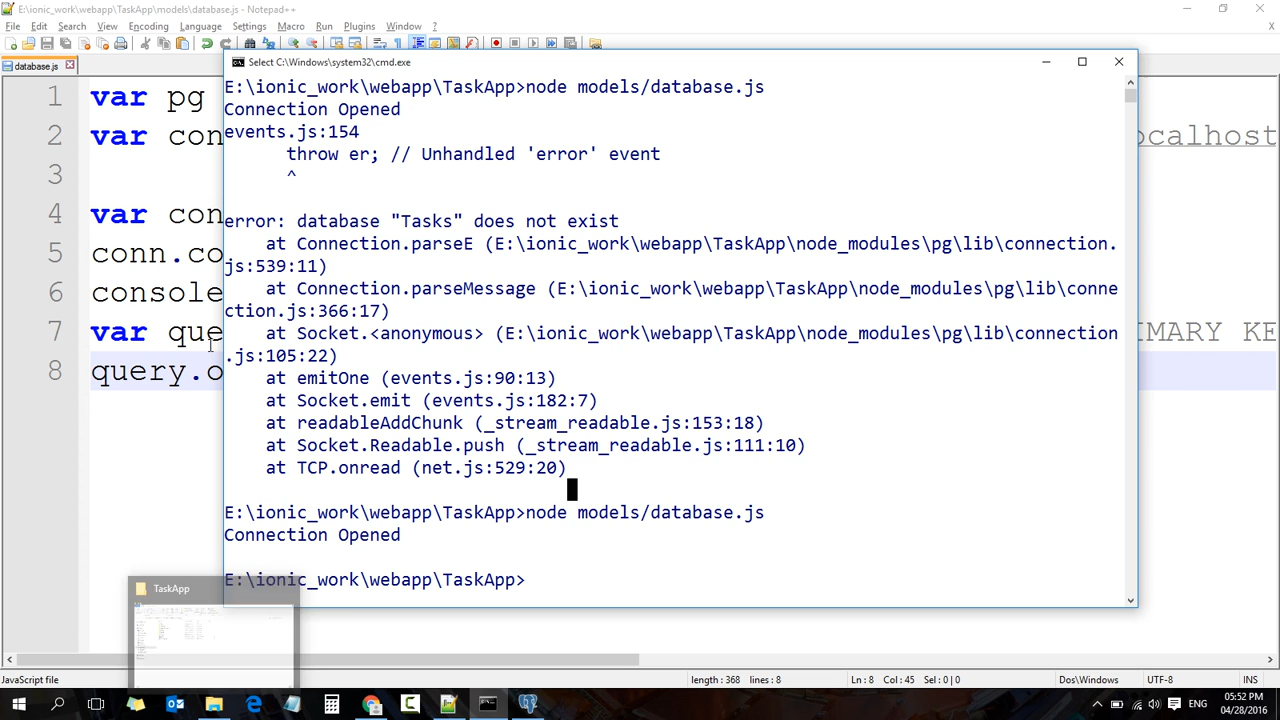 E:\ionic_work\webapp\TaskApp\models\database.js - Notepad++
File Edit Search View Encoding Language Settings Macro Run Plugins Window ?
X
database.js
Select C:\Windows\system32\cmd.exe
1 var pg
2 var con
ocalhost
3
4 var con
5 conn.co
6 console
7 var que
IMARY KE
8 query.o
E:\ionic_work\webapp\TaskApp>node models/database.js
Connection Opened
events.js:154
throw er; // Unhandled 'error' event
^
error: database "Tasks" does not exist
at Connection.parseE (E:\ionic_work\webapp\TaskApp\node_modules\pg\lib\connection.
js:539:11)
at Connection.parseMessage (E:\ionic_work\webapp\TaskApp\node_modules\pg\lib\conne
ction.js:366:17)
at Socket.<anonymous> (E:\ionic_work\webapp\TaskApp\node_modules\pg\lib\connection
.js:105:22)
at emitOne (events.js:90:13)
at Socket.emit (events.js:182:7)
at readableAddChunk (_stream_readable.js:153:18)
at Socket.Readable.push (_stream_readable.js:111:10)
at TCP.onread (net.js:529:20)
E:\ionic_work\webapp\TaskApp>node models/database.js
Connection Opened
E:\ionic_work\webapp\TaskApp>
TaskApp
JavaScript file
length : 368 lines : 8
Ln : 8 Col : 45 Sel : 0 | 0
Dos\Windows
UTF-8
INS
ENG
05:52 PM
04/28/2016